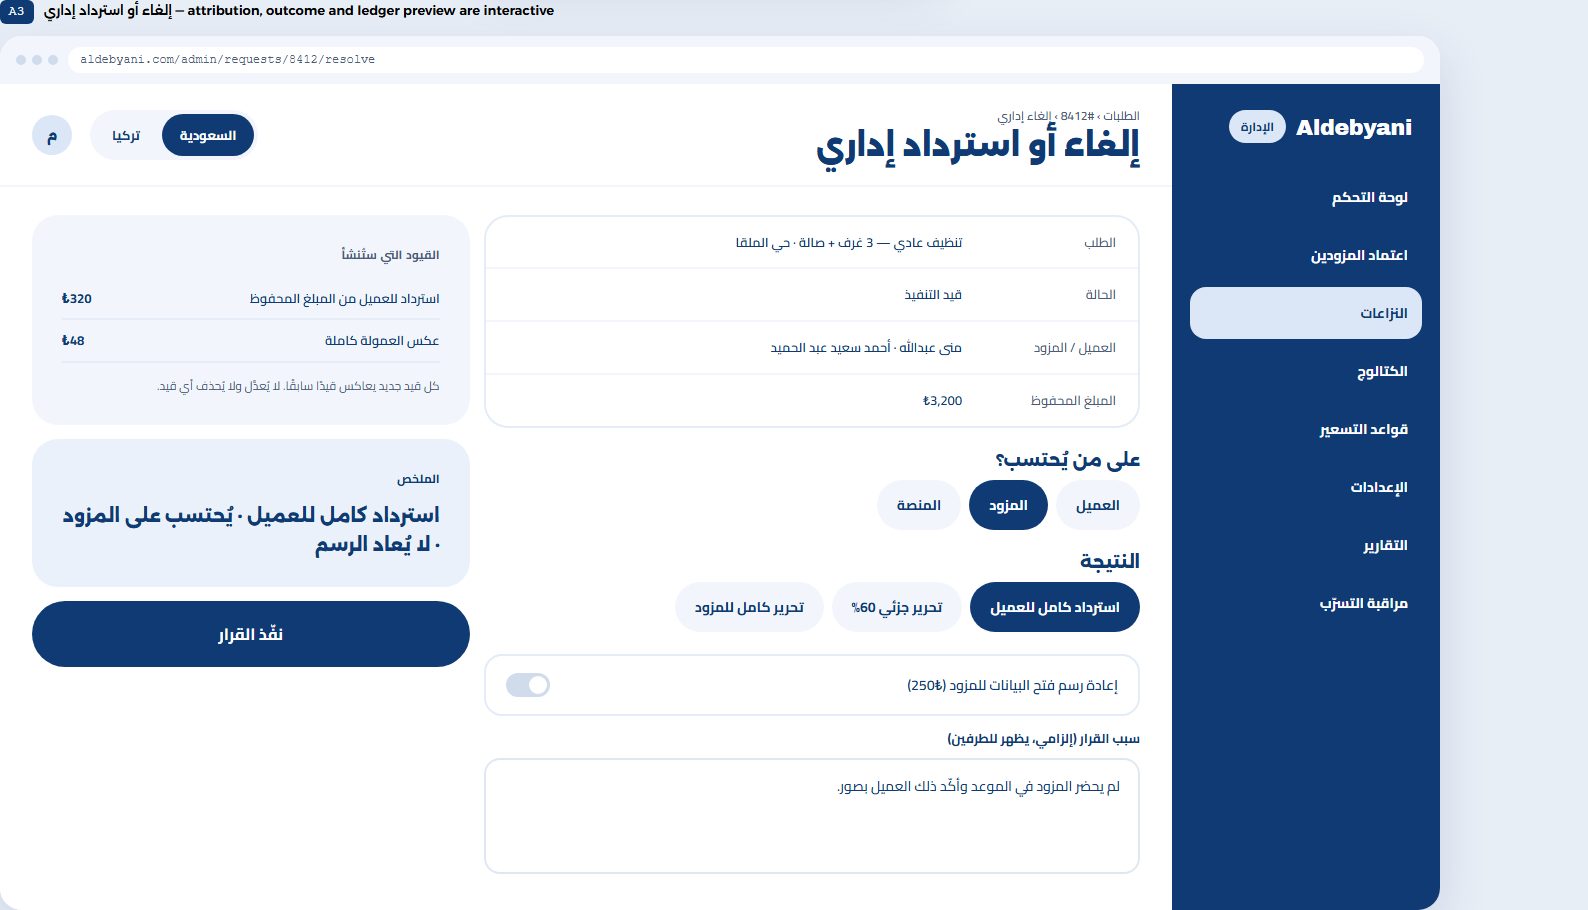 A3 إلغاء أو استرداد إداري — attribution, outcome and ledger preview are interactive
aldebyani.com/admin/requests/8412/resolve
Aldebyani الإدارة
لوحة التحكم
اعتماد المزودين
النزاعات
الكتالوج
قواعد التسعير
الإعدادات
التقارير
مراقبة التسرّب
الطلبات › #8412 › إلغاء إداري
إلغاء أو استرداد إداري
السعودية تركيا
م
الطلب تنظيف عادي — 3 غرف + صالة · حي الملقا
الحالة قيد التنفيذ
العميل / المزود منى عبدالله · أحمد سعيد عبد الحميد
المبلغ المحفوظ ₺3,200
على من يُحتسب؟
العميل المزود المنصة
النتيجة
استرداد كامل للعميل تحرير جزئي 60% تحرير كامل للمزود
إعادة رسم فتح البيانات للمزود (₺250)
سبب القرار (إلزامي، يظهر للطرفين)
لم يحضر المزود في الموعد وأكّد ذلك العميل بصور.
القيود التي ستُنشأ
استرداد للعميل من المبلغ المحفوظ ₺320
عكس العمولة كاملة ₺48
كل قيد جديد يعاكس قيدًا سابقًا. لا يُعدَّل ولا يُحذف أي قيد.
الملخص
استرداد كامل للعميل · يُحتسب على المزود
· لا يُعاد الرسم
نفّذ القرار